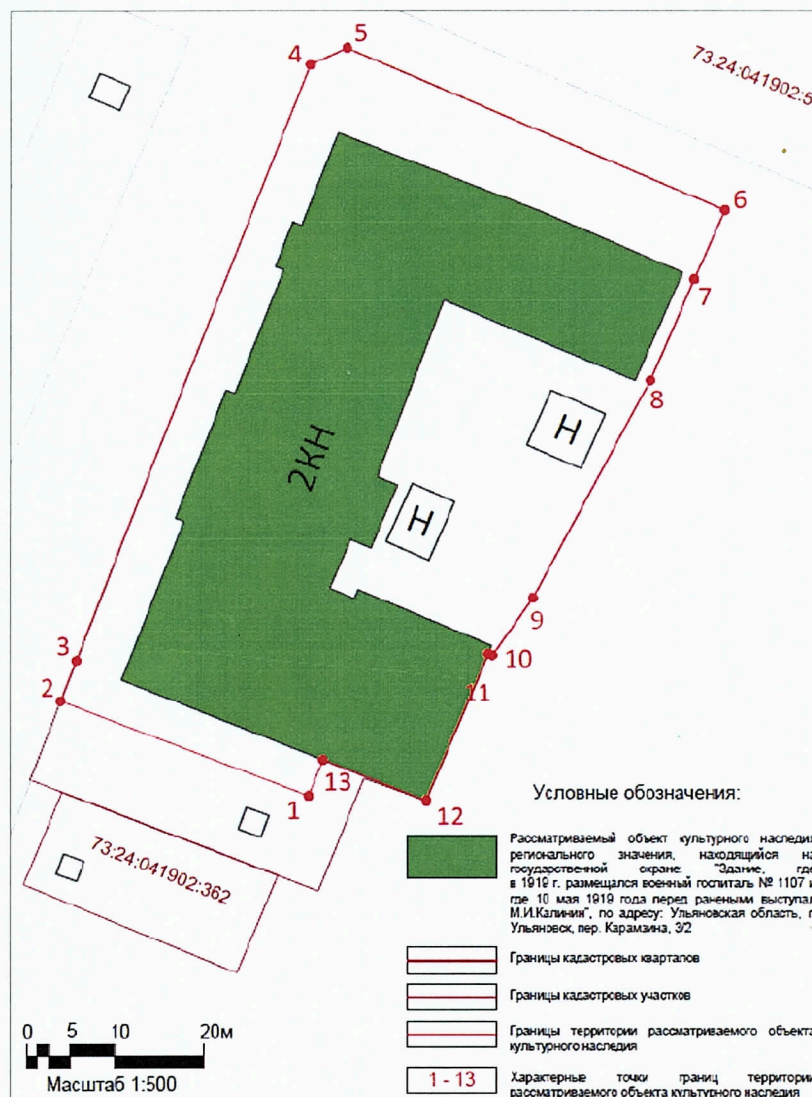 5
4
73:24:041902:5
6
7
8
2КН
Н
Н
9
3
10
2
11
13
1
12
Условные обозначения:
73:24:041902:362
Рассматриваемый объект культурного наследия
регионального значения, находящийся на
государственной охране "Здание, где
в 1919 г. размещался военный госпиталь № 1107 и
где 10 мая 1919 года перед ранеными выступал
М.И.Калинин", по адресу: Ульяновская область, г.
Ульяновск, пер. Карамзина, 3/2
Границы кадастровых кварталов
Границы кадастровых участков
Границы территории рассматриваемого объекта
культурного наследия
0 5 10 20м
Масштаб 1:500
1 - 13
Характерные точки границ территории
рассматриваемого объекта культурного наследия